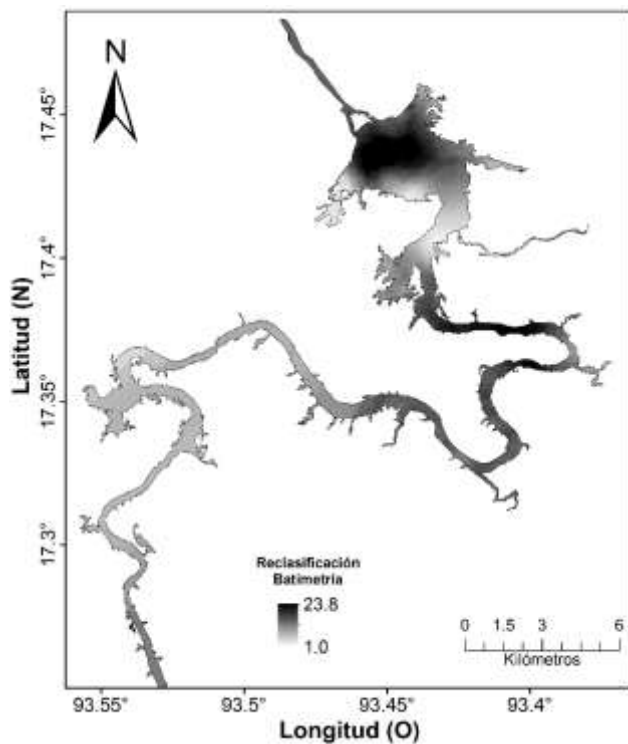 N
17.45°
17.4°
17.35°
17.3°
Latitud (N)
Reclasificación
Batimetría
23.8
1.0
0 1.5 3 6
Kilómetros
93.55° 93.5° 93.45° 93.4°
Longitud (O)